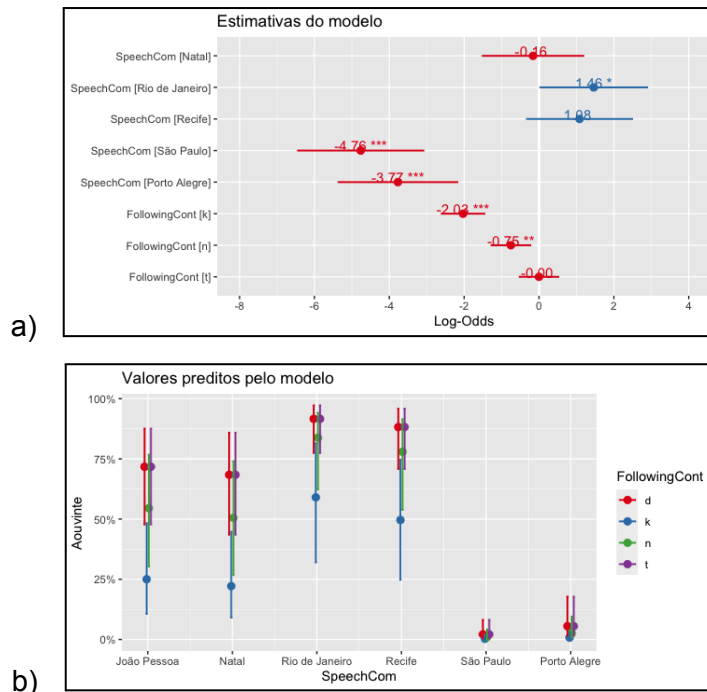 Estimativas do modelo
SpeechCom [Natal]
-0.16
SpeechCom [Rio de Janeiro]
1.46 *
SpeechCom [Recife]
1.08
SpeechCom [São Paulo]
-4.76 ***
SpeechCom [Porto Alegre]
-3.77 ***
FollowingCont [k]
-2.03 ***
FollowingCont [n]
-0.75 **
FollowingCont [t]
-0.00
-8 -6 -4 -2 0 2 4
Log-Odds
a)
Valores preditos pelo modelo
100%
75%
50%
25%
0%
Aouvinte
João Pessoa Natal Rio de Janeiro Recife São Paulo Porto Alegre
SpeechCom
FollowingCont
d
k
n
t
b)